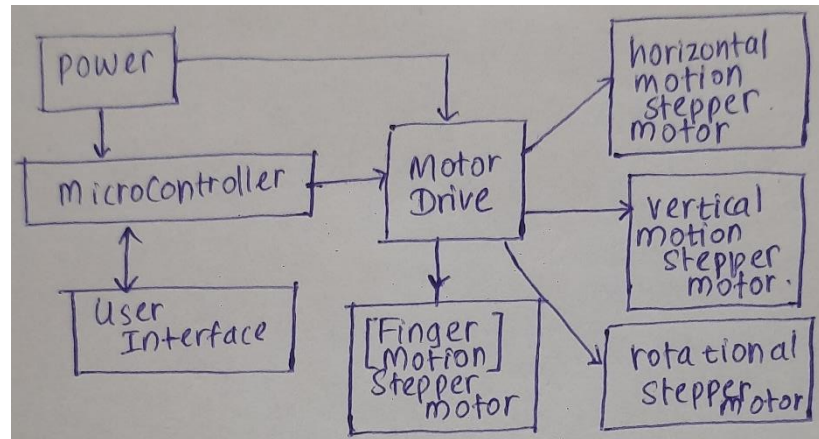 power
microcontroller
User
Interface
Motor
Drive
[Finger
Motion]
Stepper
motor
horizontal
motion
stepper
motor
vertical
motion
stepper
motor.
rotational
stepper
motor